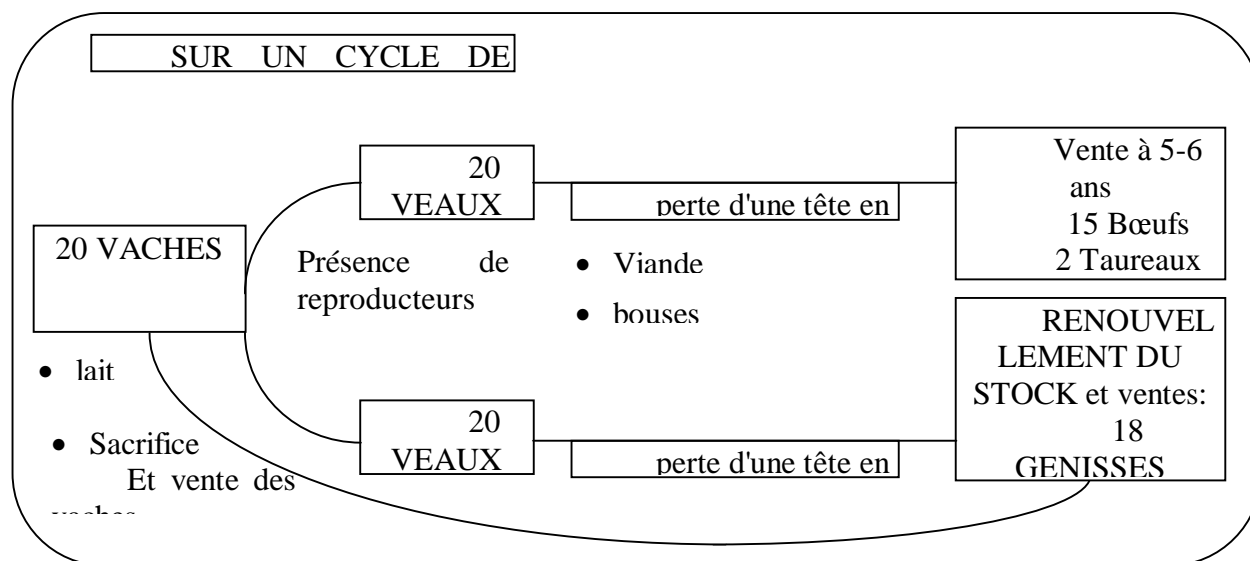 SUR UN CYCLE DE
20
VEAUX
perte d'une tête en
Vente à 5-6
ans
15 Bœufs
2 Taureaux
20 VACHES
Présence de
reproducteurs
• Viande
• bouses
• lait
• Sacrifice
Et vente des
vaches
20
VEAUX
perte d'une tête en
RENOUVEL
LEMENT DU
STOCK et ventes:
18
GENISSES